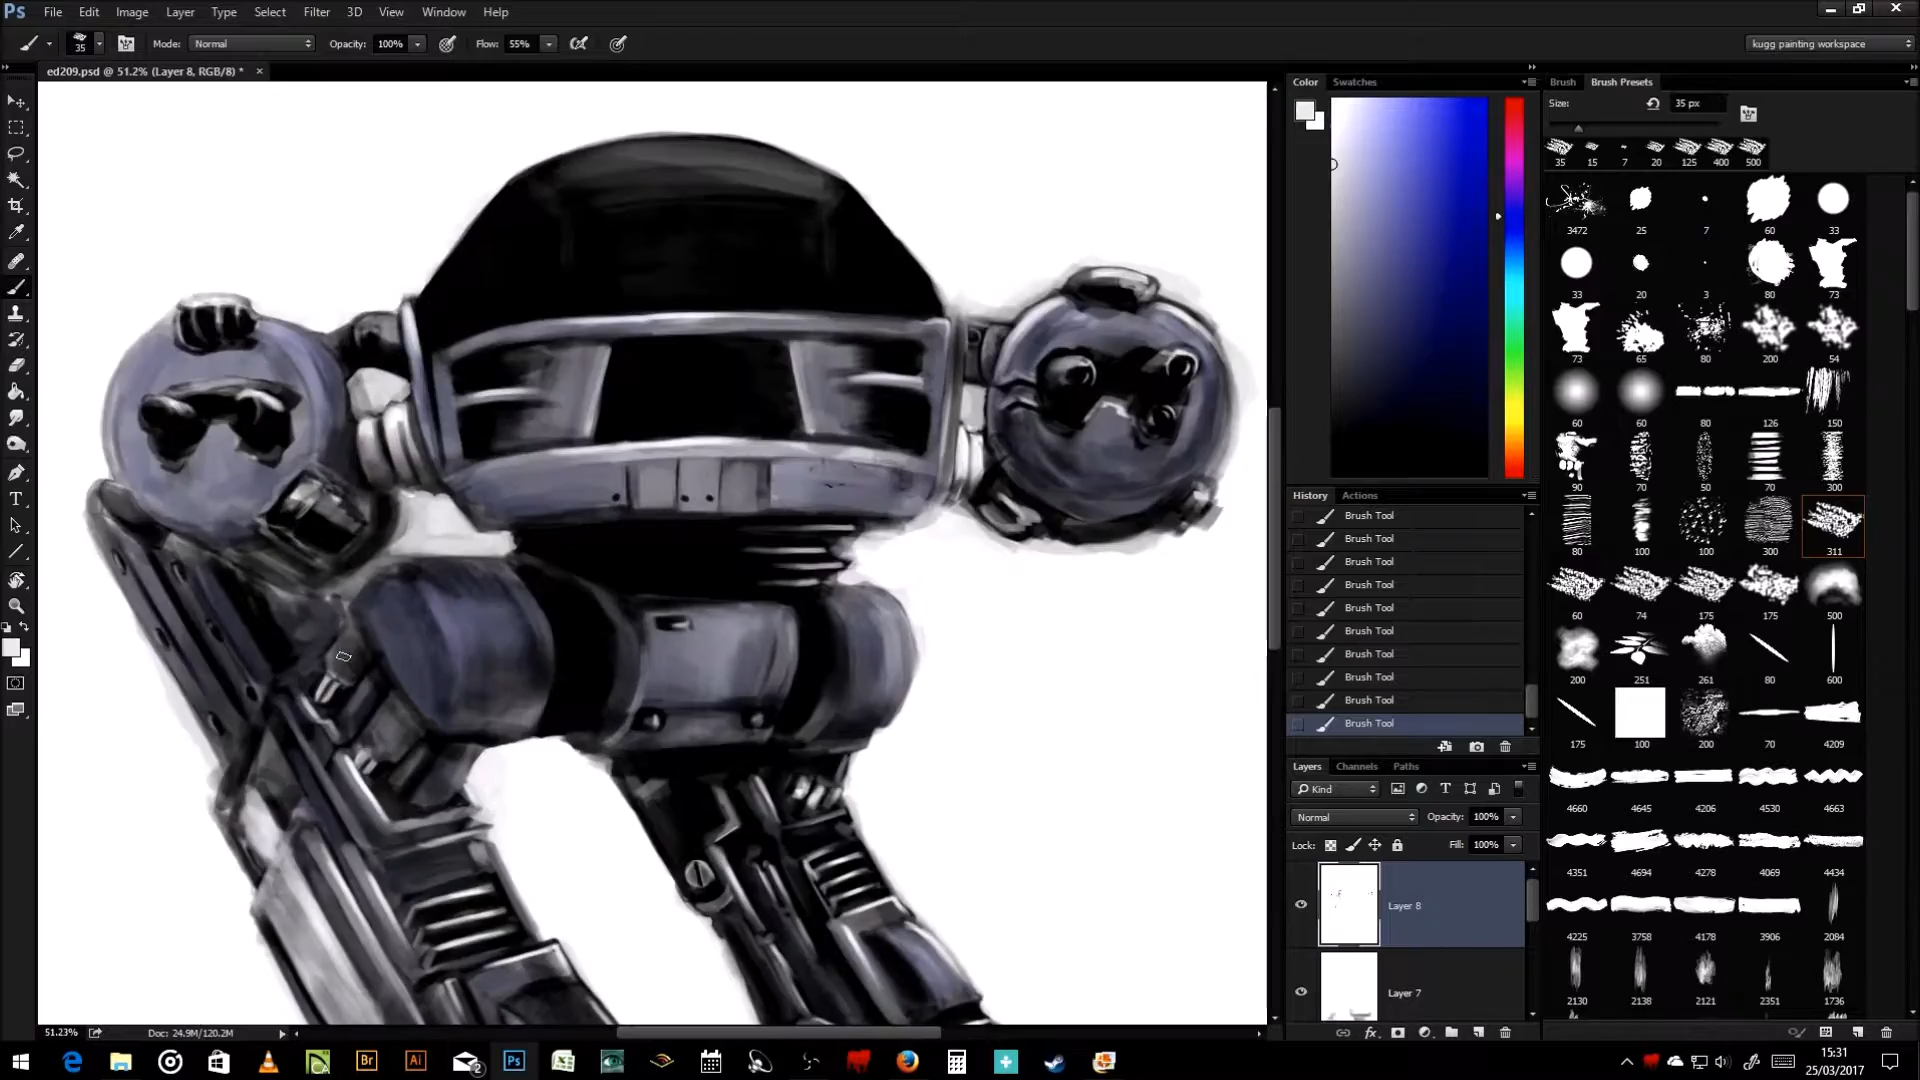 Ps File Edit Image Layer Type Select Filter 3D View Window Help
35 Mode: Normal Opacity: 100% Flow: 55% kugg painting workspace
ed209.psd @ 51.2% (Layer 8, RGB/8) *
Color Swatches
Brush Brush Presets
Size: 35 px
35 15 7 20 125 400 500
3472 25 7 60 33
33 20 3 80 73
73 65 80 200 54
60 60 80 126 150
90 70 50 70 300
80 100 100 300 311
60 74 175 175 500
200 251 261 80 600
175 100 200 70 4209
4660 4645 4206 4530 4663
4351 4694 4278 4069 4434
4225 3758 4178 3906 2084
2130 2138 2121 2351 1736
History Actions
Brush Tool
Brush Tool
Brush Tool
Brush Tool
Brush Tool
Brush Tool
Brush Tool
Brush Tool
Brush Tool
Brush Tool
Layers Channels Paths
Kind
Normal Opacity: 100%
Lock: Fill: 100%
Layer 8
Layer 7
51.23% Doc: 24.9M/120.2M
Br Ai 2 Ps
15:31
25/03/2017